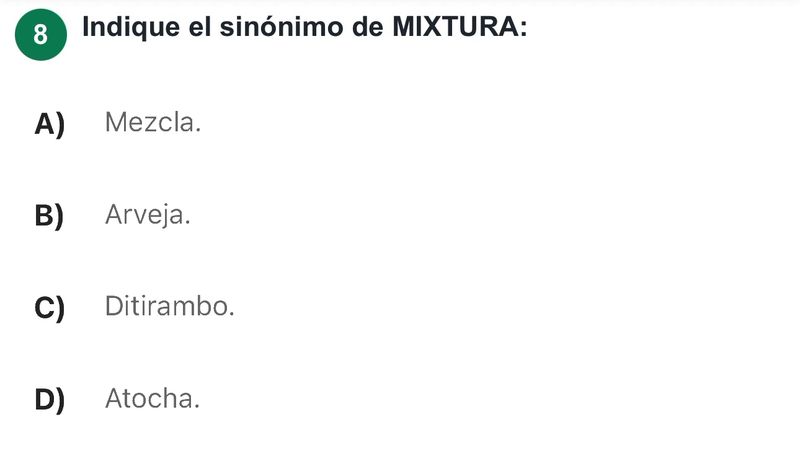 8 Indique el sinónimo de MIXTURA:
A) Mezcla.
B) Arveja.
C) Ditirambo.
D) Atocha.